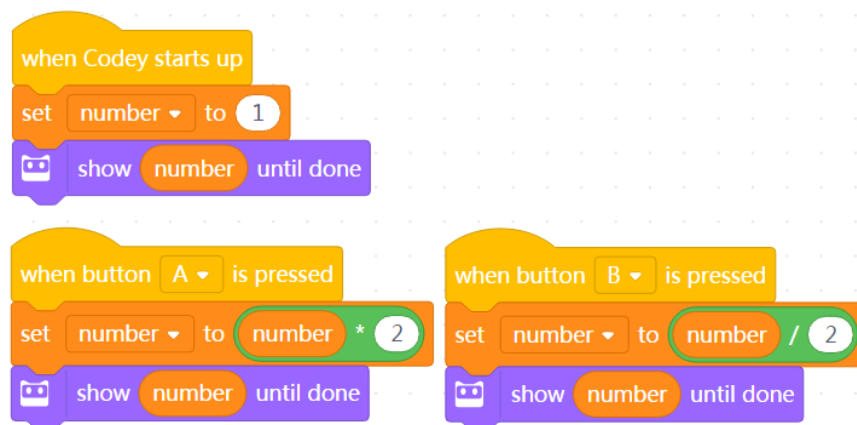 when Codey starts up
set number to 1
show number until done
when button A is pressed
set number to number * 2
show number until done
when button B is pressed
set number to number / 2
show number until done